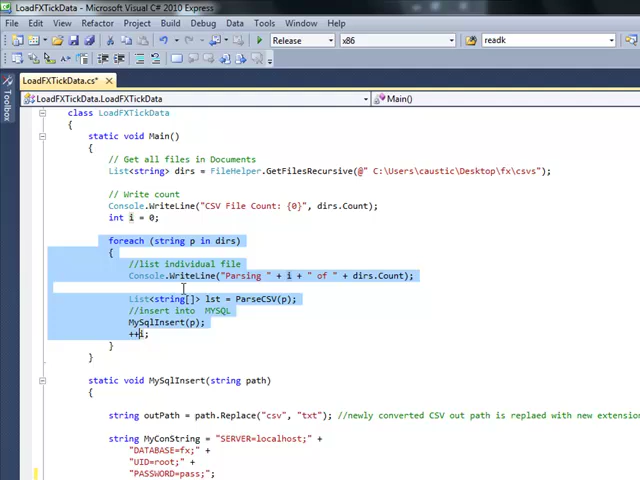 LoadFXTickData - Microsoft Visual C# 2010 Express
File Edit View Refactor Project Build Debug Data Tools Window Help
Release x86 readk
LoadFXTickData.cs*
LoadFXTickData.LoadFXTickData Main()
Toolbox
class LoadFXTickData
{
static void Main()
{
// Get all files in Documents
List<string> dirs = FileHelper.GetFilesRecursive(@" C:\Users\caustic\Desktop\fx\csvs");
// Write count
Console.WriteLine("CSV File Count: {0}", dirs.Count);
int i = 0;
foreach (string p in dirs)
{
//list individual file
Console.WriteLine("Parsing " + i + " of " + dirs.Count);
List<string[]> lst = ParseCSV(p);
//insert into MYSQL
MySqlInsert(p);
++i;
}
}
static void MySqlInsert(string path)
{
string outPath = path.Replace("csv", "txt"); //newly converted CSV out path is replaed with new extension
string MyConString = "SERVER=localhost;" +
"DATABASE=fx;" +
"UID=root;" +
"PASSWORD=pass;";